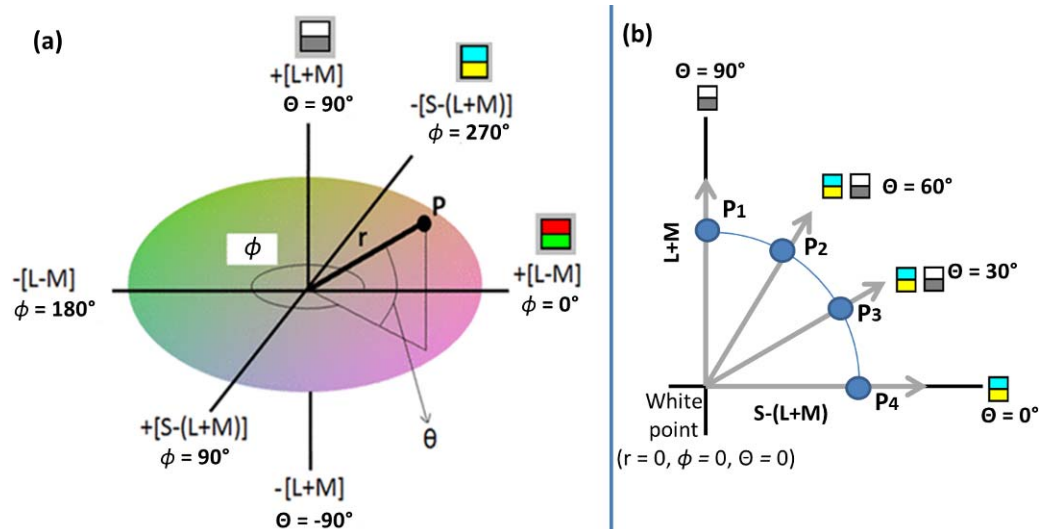 (a)
+[L+M]
Θ = 90°
-[S-(L+M)]
ϕ = 270°
P
r
ϕ
+[L-M]
ϕ = 0°
-[L-M]
ϕ = 180°
+[S-(L+M)]
ϕ = 90°
θ
-[L+M]
Θ = -90°
(b)
Θ = 90°
Θ = 60°
P1
L+M
P2
Θ = 30°
P3
P4
White
point
S-(L+M)
Θ = 0°
(r = 0, ϕ = 0, Θ = 0)